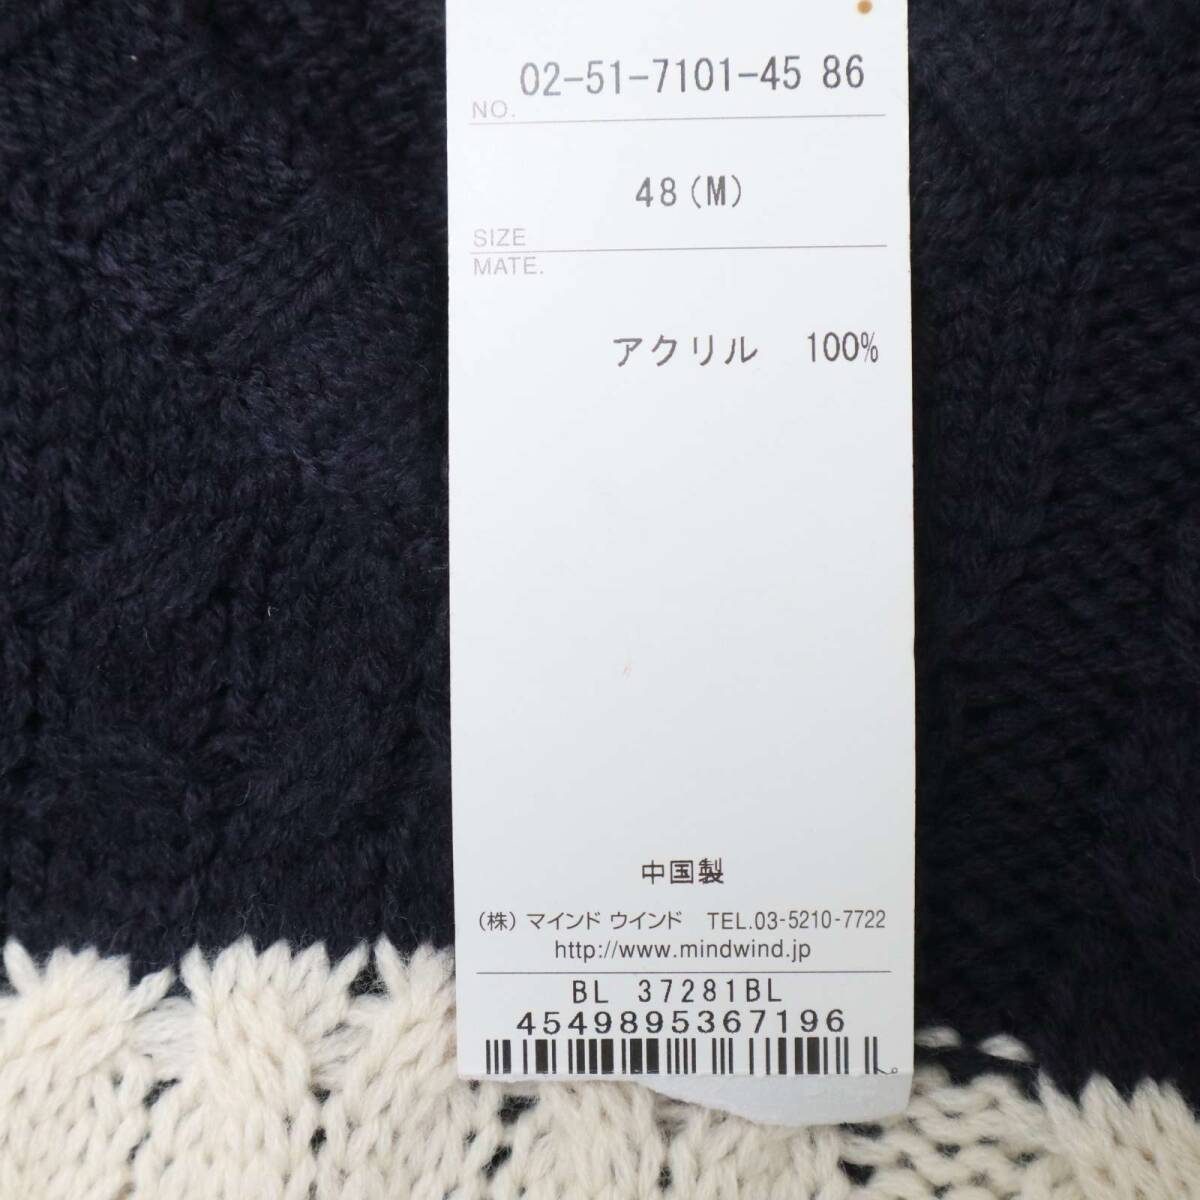 02-51-7101-45 86
NO.
48(M)
SIZE
MATE.
アクリル 100%
中国製
(株) マインド ウインド TEL.03-5210-7722
http://www.mindwind.jp
BL 37281BL
4549895367196